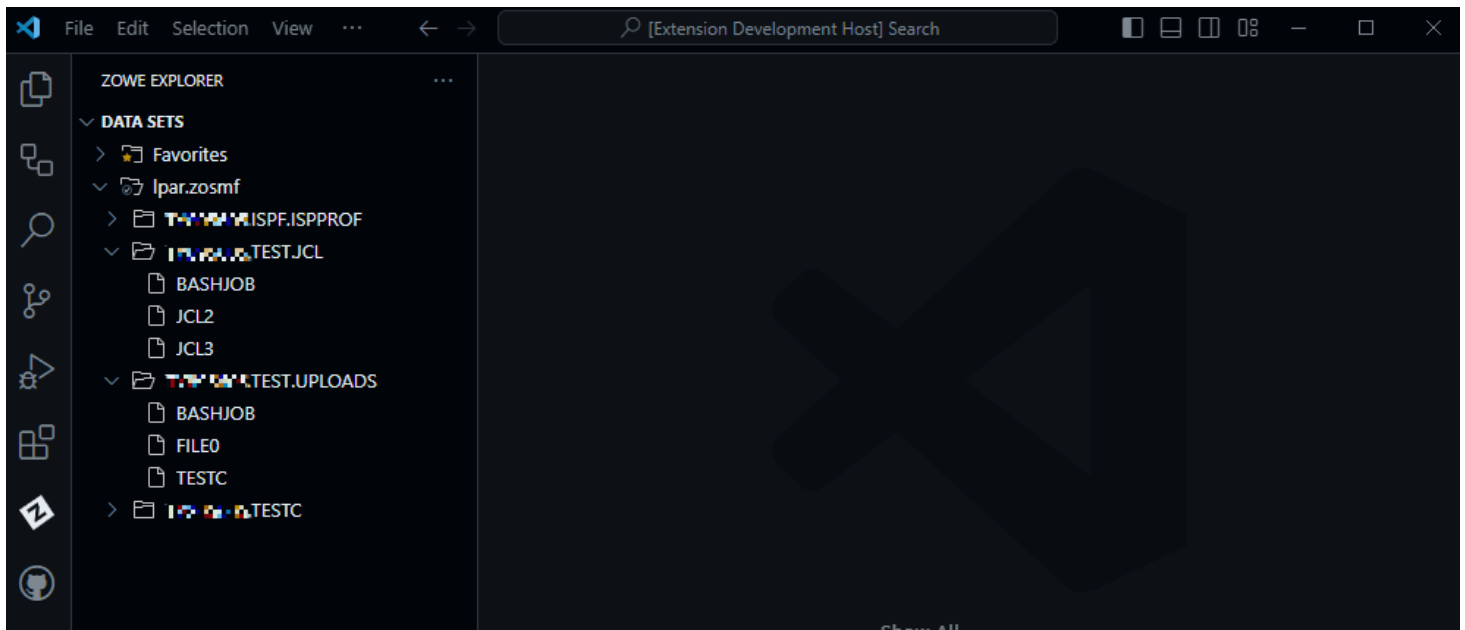 File Edit Selection View ··· [Extension Development Host] Search
ZOWE EXPLORER ···
DATA SETS
Favorites
lpar.zosmf
.ISPF.ISPPROF
.TEST.JCL
BASHJOB
JCL2
JCL3
TEST.UPLOADS
BASHJOB
FILE0
TESTC
.TESTC
Show All